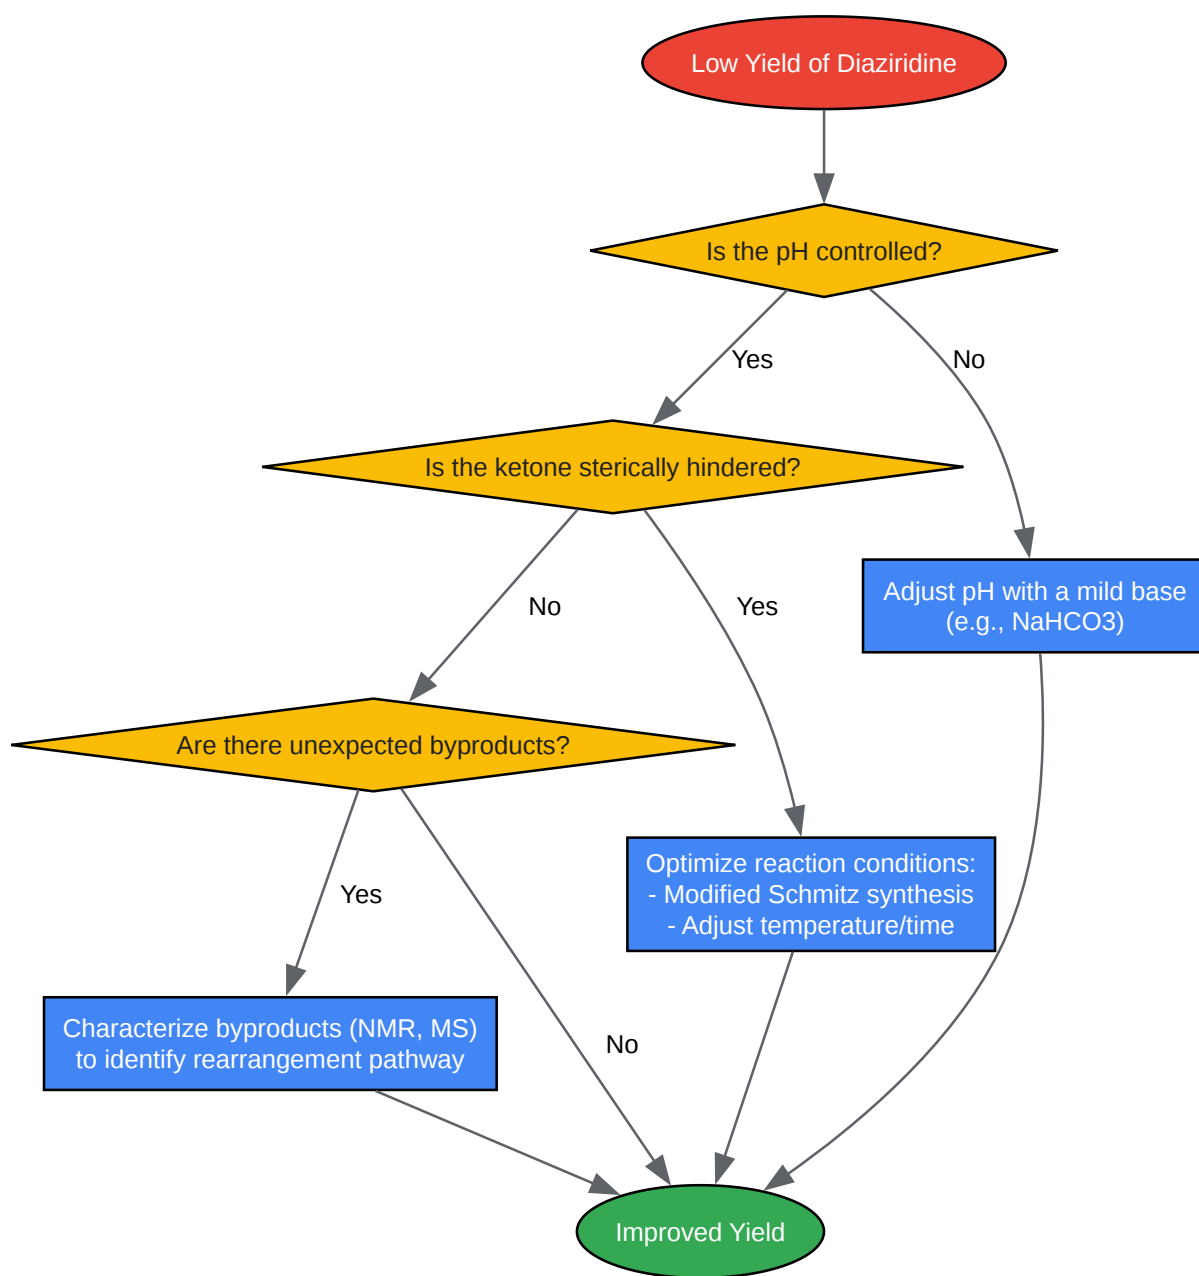 Low Yield of Diaziridine
Is the pH controlled?
Yes
No
Is the ketone sterically hindered?
No
Yes
Adjust pH with a mild base
(e.g., NaHCO3)
Are there unexpected byproducts?
Yes
No
Optimize reaction conditions:
- Modified Schmitz synthesis
- Adjust temperature/time
Characterize byproducts (NMR, MS)
to identify rearrangement pathway
Improved Yield